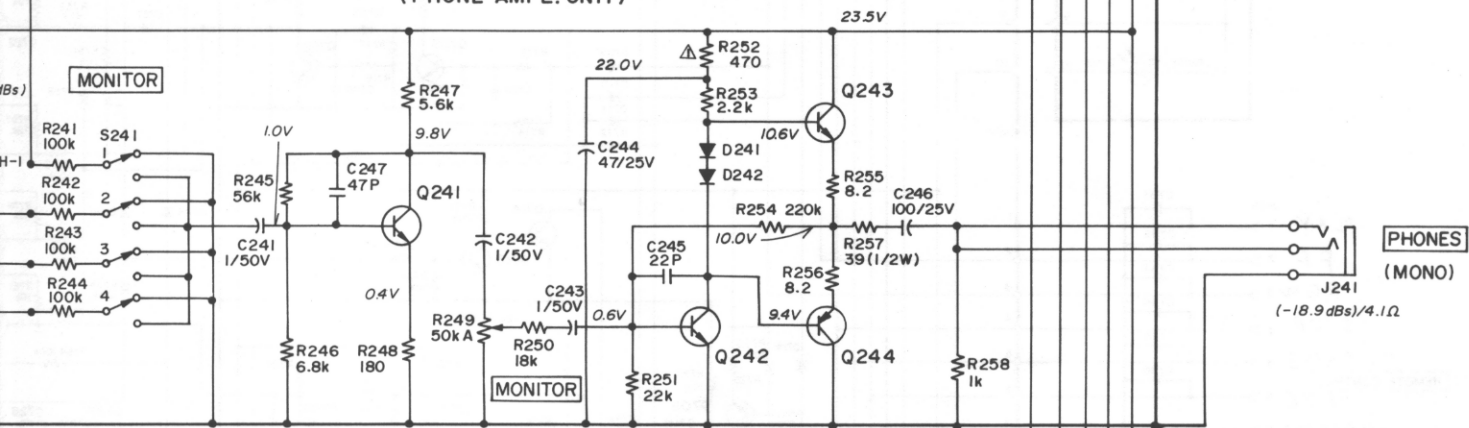 23.5V
MONITOR
R241
100k
S241
1
H-1
R242
100k
2
R243
100k
3
R244
100k
4
1.0V
R245
56k
C241
1/50V
R246
6.8k
C247
47P
R247
5.6k
9.8V
Q241
0.4V
R248
180
C242
1/50V
R249
50k A
R250
18k
MONITOR
C243
1/50V
0.6V
22.0V
C244
47/25V
R251
22k
C245
22P
R252
470
R253
2.2k
10.6V
D241
D242
Q242
R254 220k
10.0V
Q243
R255
8.2
R256
8.2
9.4V
Q244
R257
39(1/2W)
C246
100/25V
R258
1k
PHONES
(MONO)
J241
(-18.9dBs)/4.1Ω